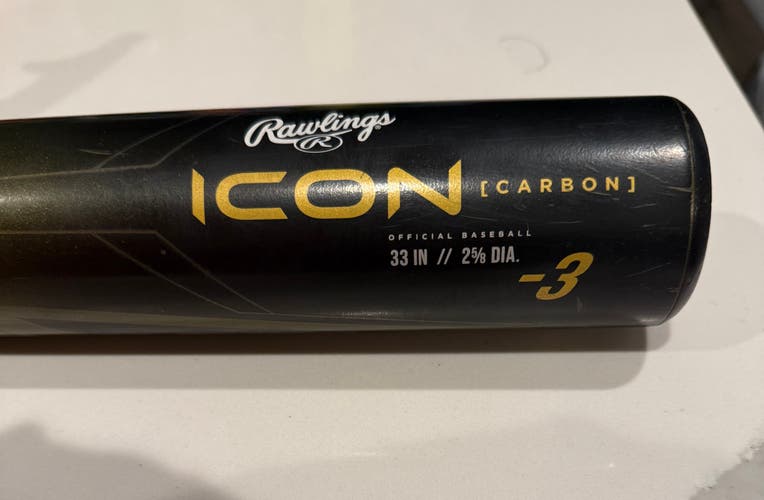 Rawlings
R
ICON [CARBON]
OFFICIAL BASEBALL
33 IN // 2⅝ DIA.
-3